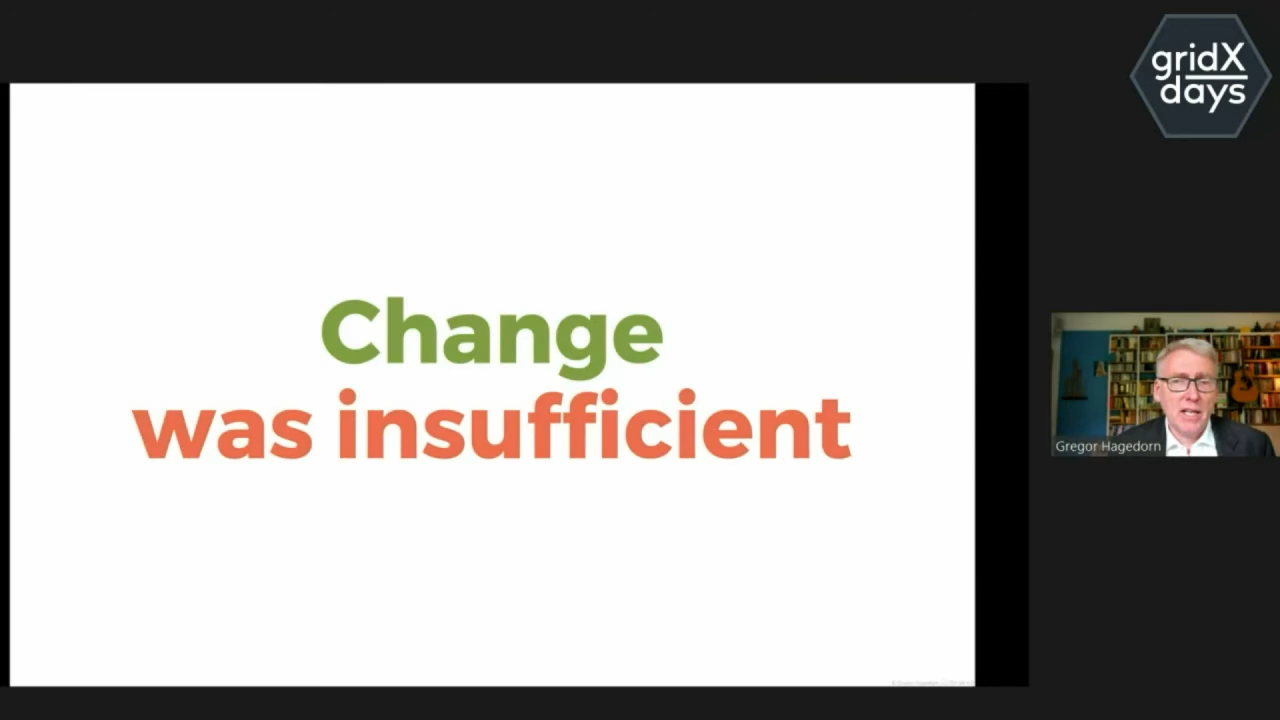 gridX
days
Change
was insufficient
Gregor Hagedorn